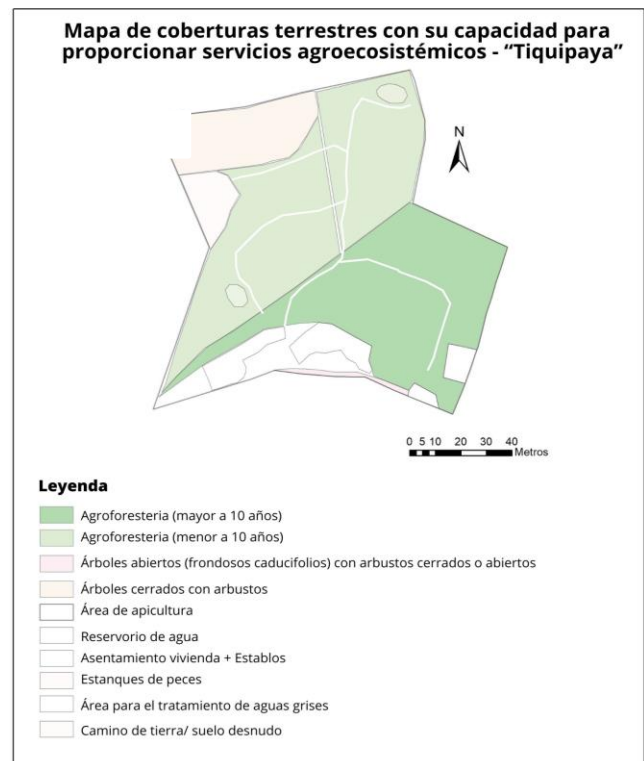 Mapa de coberturas terrestres con su capacidad para
proporcionar servicios agroecosistémicos - “Tiquipaya”
N
0 5 10 20 30 40
Metros
Leyenda
Agroforesteria (mayor a 10 años)
Agroforesteria (menor a 10 años)
Árboles abiertos (frondosos caducifolios) con arbustos cerrados o abiertos
Árboles cerrados con arbustos
Área de apicultura
Reservorio de agua
Asentamiento vivienda + Establos
Estanques de peces
Área para el tratamiento de aguas grises
Camino de tierra/ suelo desnudo